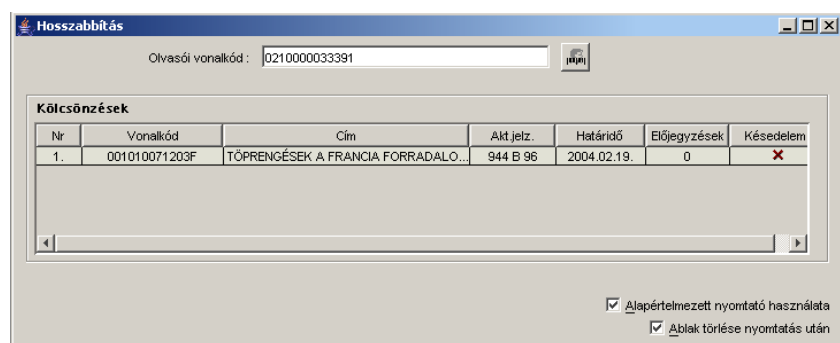 Hosszabbítás
Olvasói vonalkód : 0210000033391
Kölcsönzések
Nr Vonalkód Cím Akt.jelz. Határidő Előjegyzések Késedelem
1. 001010071203F TÖPRENGÉSEK A FRANCIA FORRADALO... 944 B 96 2004.02.19. 0
Alapértelmezett nyomtató használata
Ablak törlése nyomtatás után